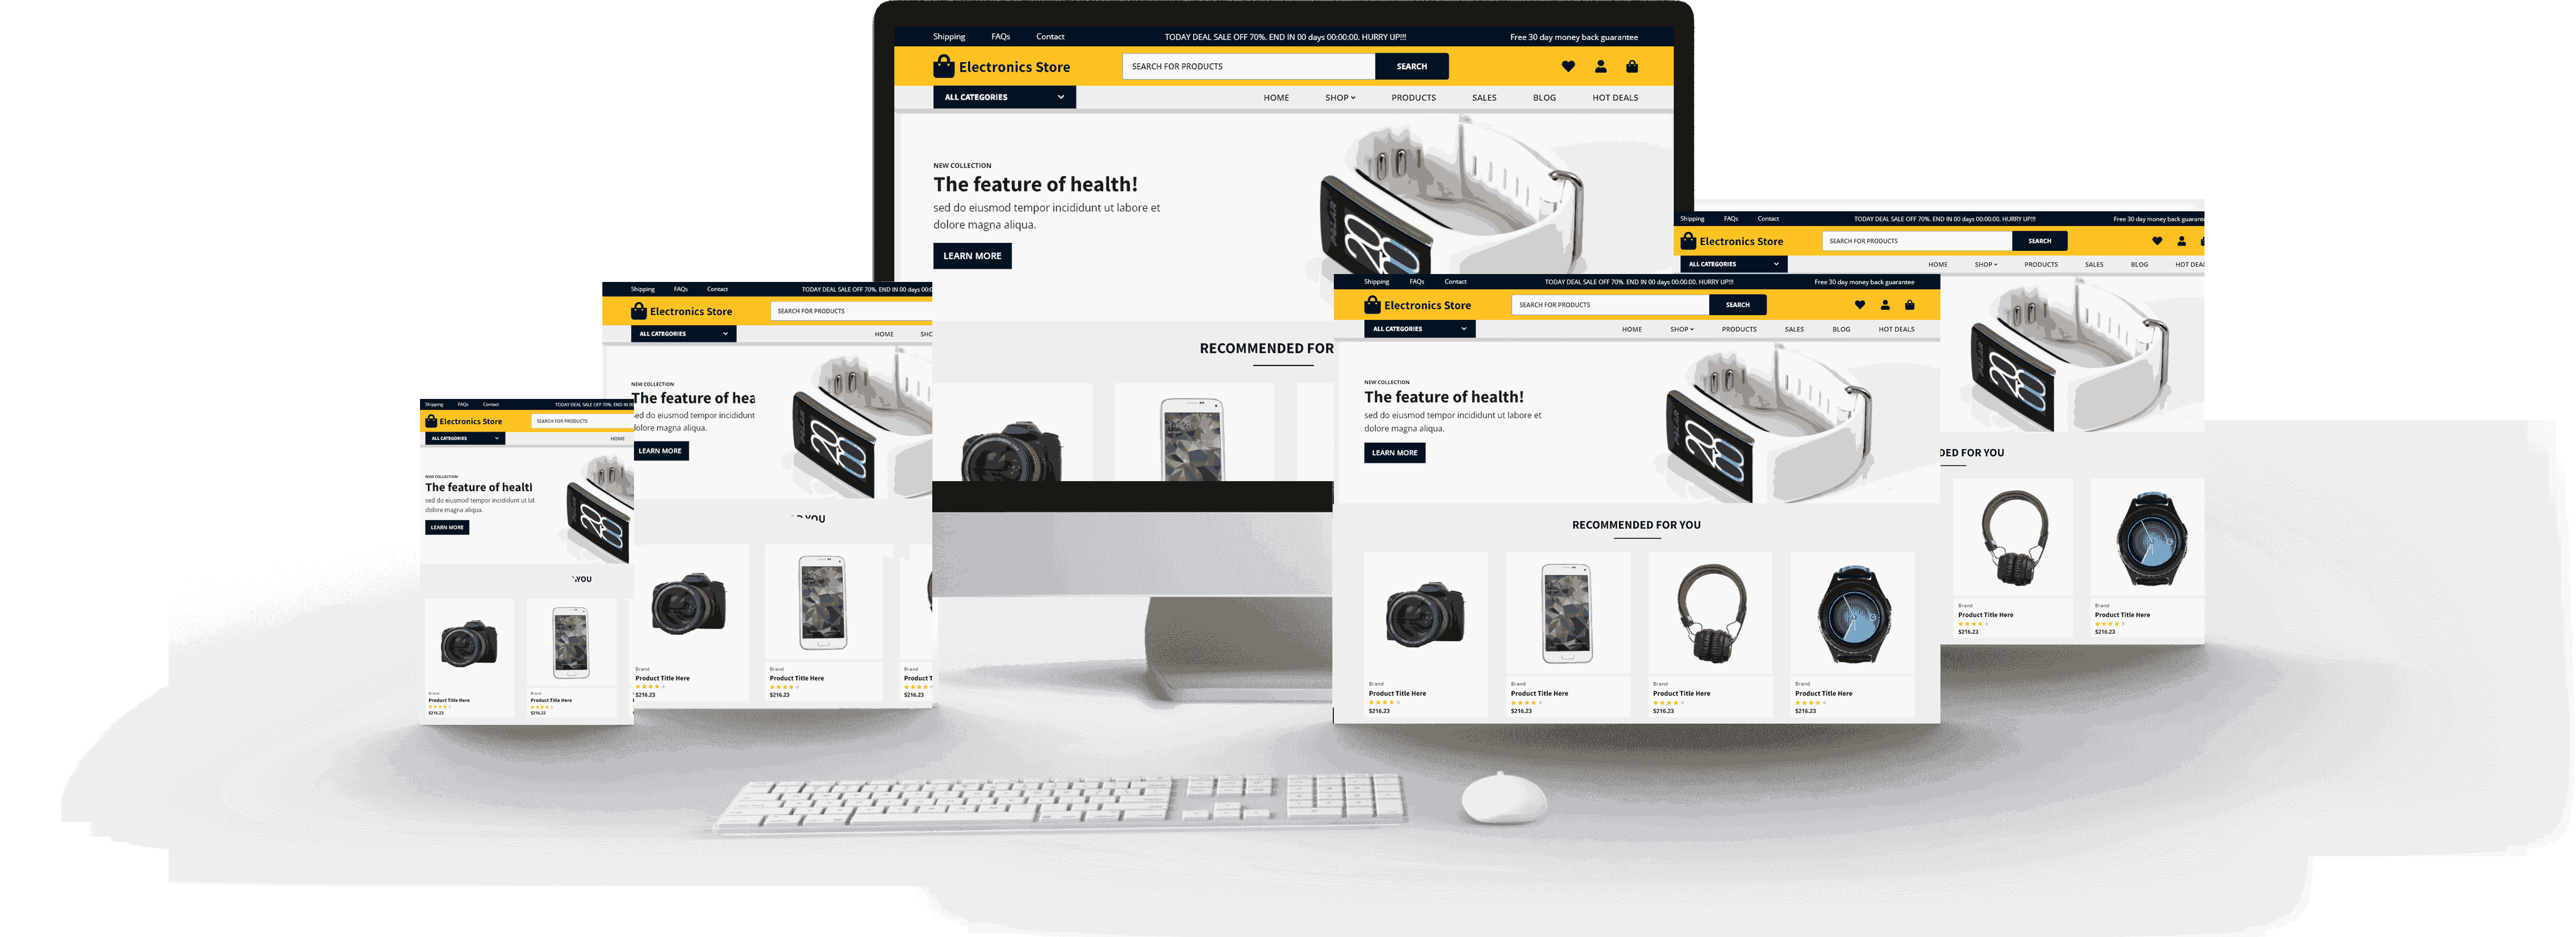 Shipping FAQs Contact TODAY DEAL SALE OFF 70%. END IN 00 days 00:00:00. HURRY UP!!! Free 30 day money back guarantee
Electronics Store SEARCH FOR PRODUCTS SEARCH
ALL CATEGORIES HOME SHOP PRODUCTS SALES BLOG HOT DEALS
NEW COLLECTION
The feature of health!
sed do eiusmod tempor incididunt ut labore et
dolore magna aliqua.
LEARN MORE
POLAR
RECOMMENDED FOR
Shipping FAQs Contact TODAY DEAL SALE OFF 70%. END IN 00 days 00:00:00. HURRY UP!!! Free 30 day money back guarant
Electronics Store SEARCH FOR PRODUCTS SEARCH
ALL CATEGORIES HOME SHOP PRODUCTS SALES BLOG HOT DEAL
DED FOR YOU
Brand Brand
Product Title Here Product Title Here
$216.23 $216.23
Shipping FAQs Contact TODAY DEAL SALE OFF 70%. END IN 00 days 00:00:00. HURRY UP!!! Free 30 day money back guarantee
Electronics Store SEARCH FOR PRODUCTS SEARCH
ALL CATEGORIES HOME SHOP PRODUCTS SALES BLOG HOT DEALS
NEW COLLECTION
The feature of health!
sed do eiusmod tempor incididunt ut labore et
dolore magna aliqua.
LEARN MORE
RECOMMENDED FOR YOU
Brand Brand Brand Brand
Product Title Here Product Title Here Product Title Here Product Title Here
$216.23 $216.23 $216.23 $216.23
Shipping FAQs Contact TODAY DEAL SALE OFF 70%. END IN 00 days 00:0
Electronics Store SEARCH FOR PRODUCTS
ALL CATEGORIES HOME SHO
NEW COLLECTION
The feature of hea
sed do eiusmod tempor incididunt
dolore magna aliqua.
LEARN MORE
YOU
Brand Brand Brand
Product Title Here Product Title Here Product T
$216.23 $216.23 $216.23
Shipping FAQs Contact TODAY DEAL SALE OFF 70%. END IN 0
Electronics Store SEARCH FOR PRODUCTS
ALL CATEGORIES HOME
NEW COLLECTION
The feature of healt
sed do eiusmod tempor incididunt ut lab
dolore magna aliqua.
LEARN MORE
YOU
Brand Brand
Product Title Here Product Title Here
$216.23 $216.23